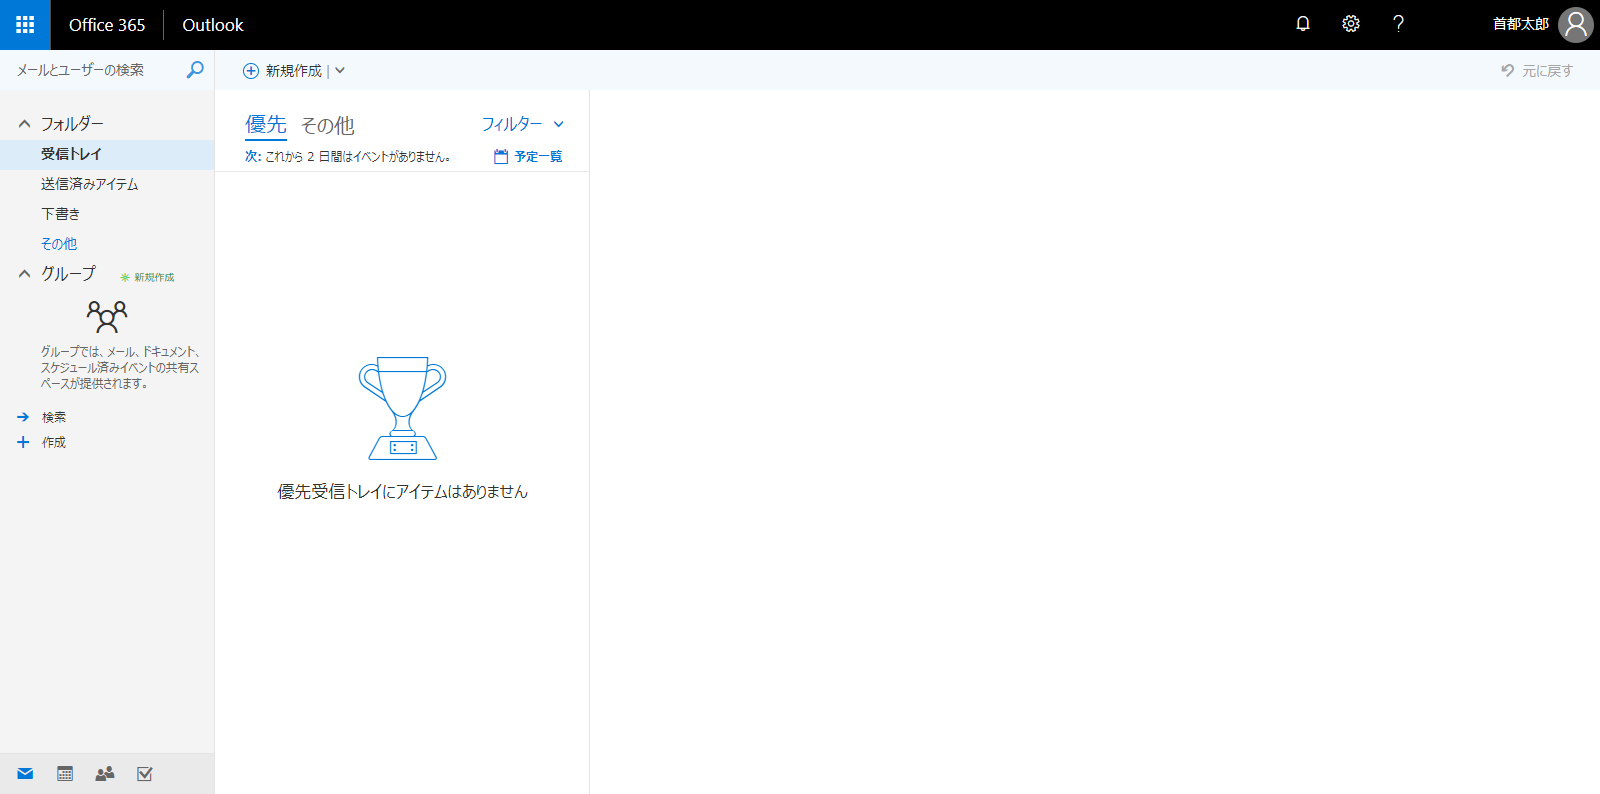 Office 365 Outlook 首都太郎
メールとユーザーの検索 新規作成 | 元に戻す
フォルダー
受信トレイ
送信済みアイテム
下書き
その他
グループ 新規作成
グループでは、メール、ドキュメント、
スケジュール済みイベントの共有ス
ペースが提供されます。
検索
作成
優先 その他 フィルター
次: これから 2 日間はイベントがありません。 予定一覧
優先受信トレイにアイテムはありません